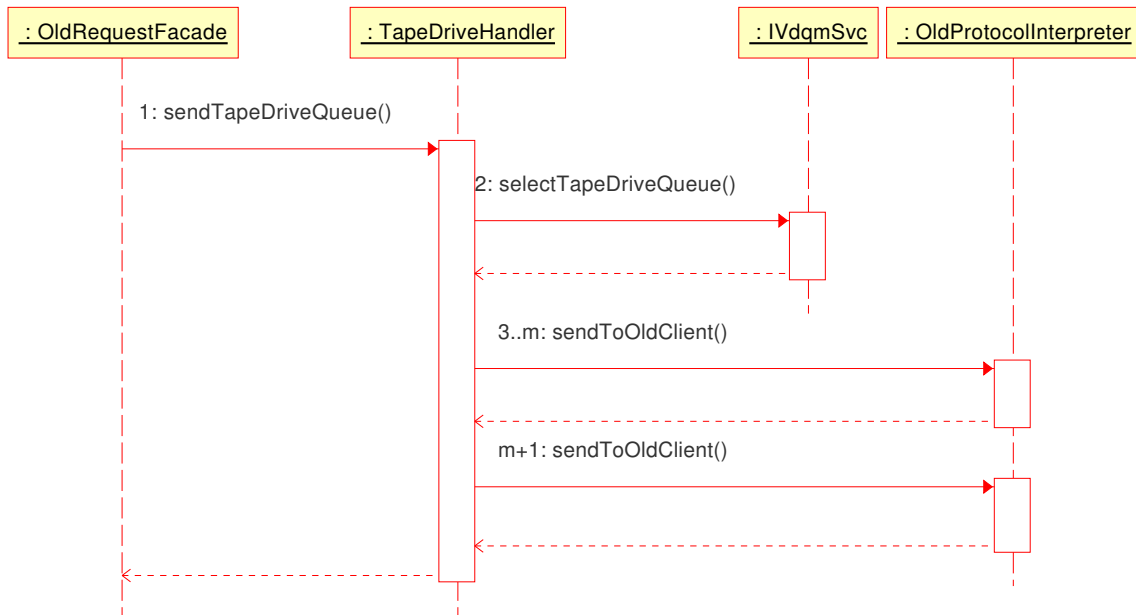 : OldRequestFacade
: TapeDriveHandler
: IVdqmSvc
: OldProtocolInterpreter
1: sendTapeDriveQueue()
2: selectTapeDriveQueue()
3..m: sendToOldClient()
m+1: sendToOldClient()